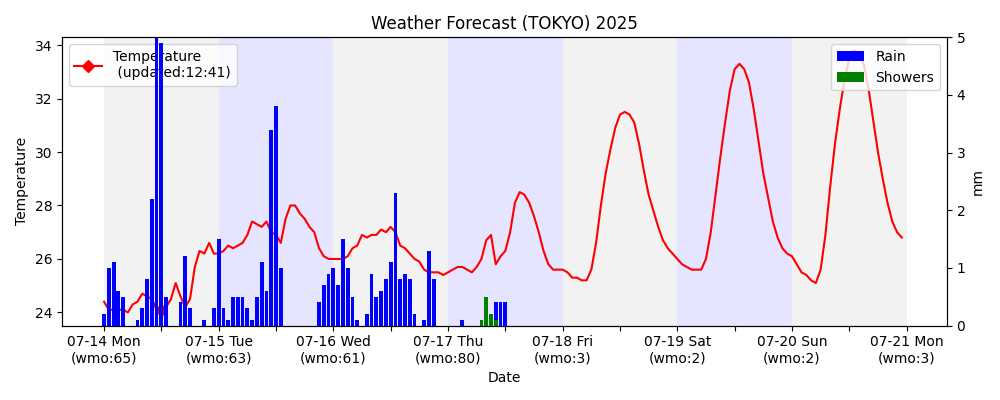 Weather Forecast (TOKYO) 2025
Temperature
(updated:12:41)
Rain
Showers
34
32
30
28
26
24
Temperature
5
4
3
2
1
0
mm
07-14 Mon
(wmo:65)
07-15 Tue
(wmo:63)
07-16 Wed
(wmo:61)
07-17 Thu
(wmo:80)
07-18 Fri
(wmo:3)
07-19 Sat
(wmo:2)
07-20 Sun
(wmo:2)
07-21 Mon
(wmo:3)
Date